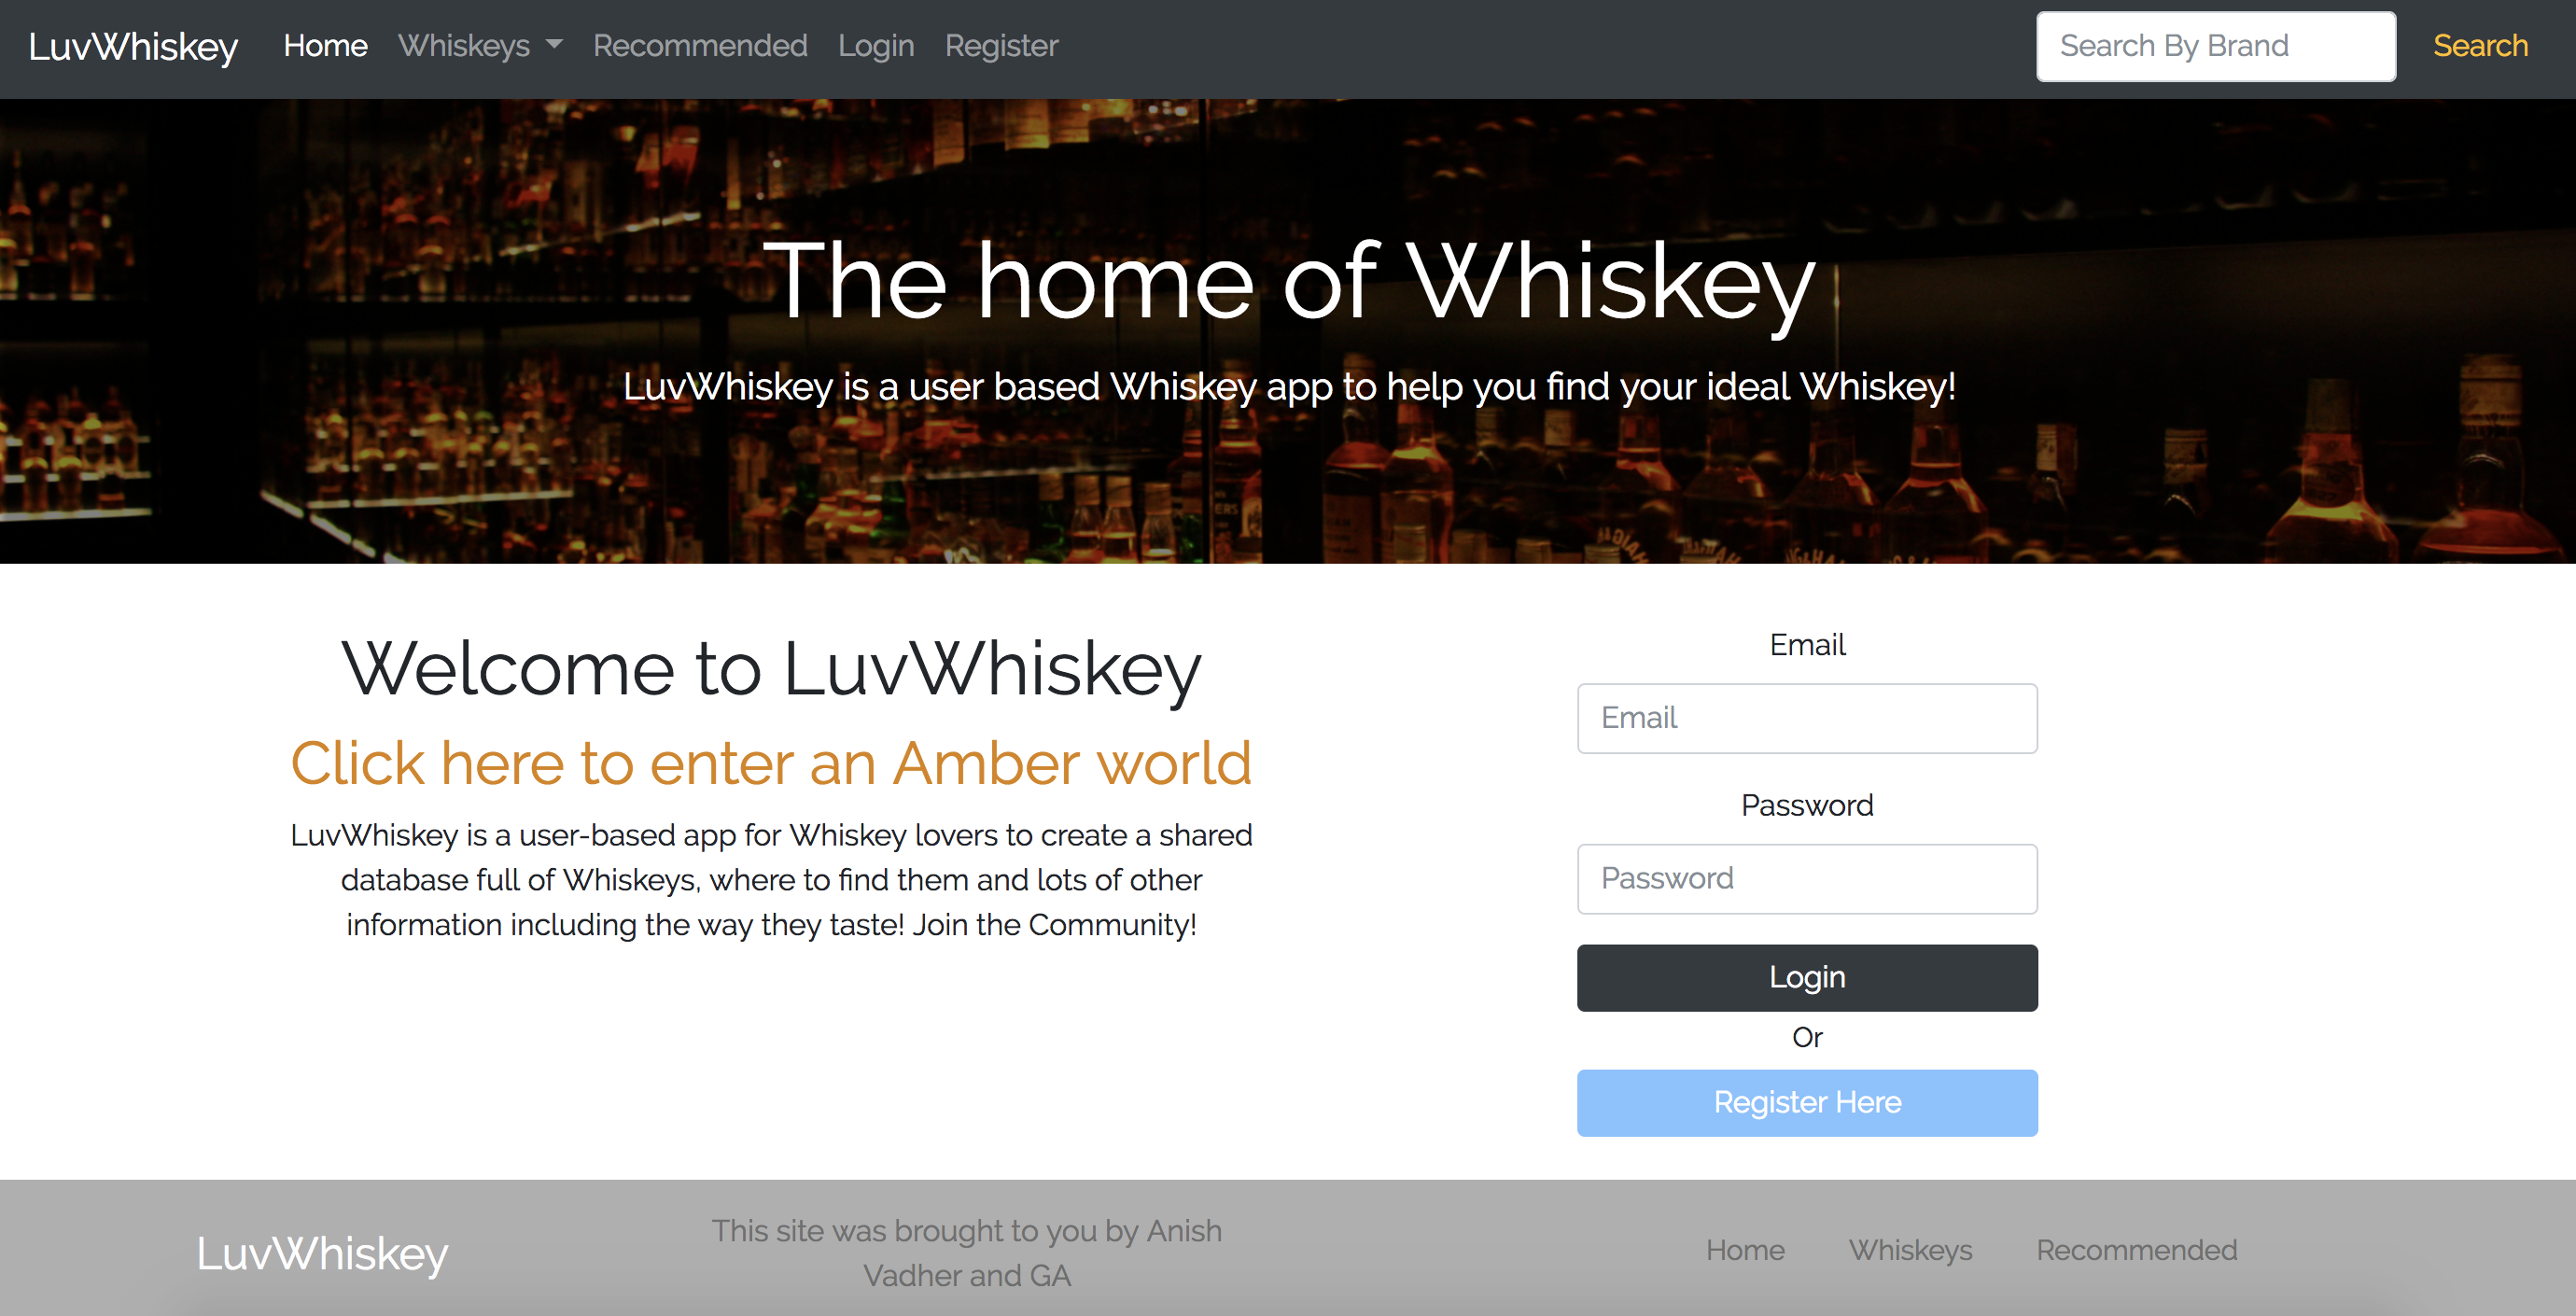 LuvWhiskey Home Whiskeys Recommended Login Register Search By Brand Search
The home of Whiskey
LuvWhiskey is a user based Whiskey app to help you find your ideal Whiskey!
Welcome to LuvWhiskey
Click here to enter an Amber world
LuvWhiskey is a user-based app for Whiskey lovers to create a shared
database full of Whiskeys, where to find them and lots of other
information including the way they taste! Join the Community!
Email
Email
Password
Password
Login
Or
Register Here
LuvWhiskey
This site was brought to you by Anish
Vadher and GA
Home Whiskeys Recommended